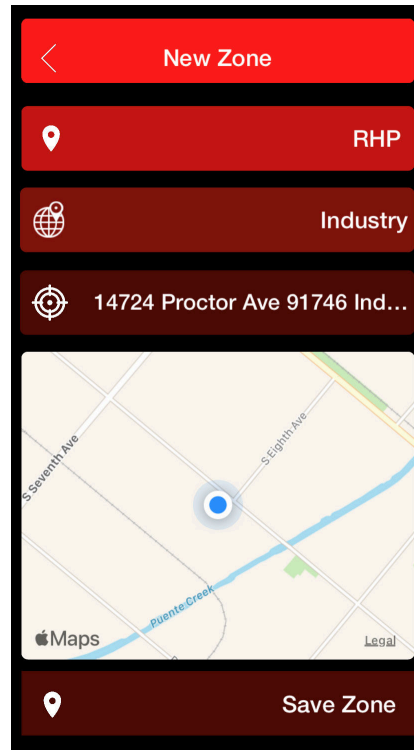 New Zone
RHP
Industry
14724 Proctor Ave 91746 Ind...
S Seventh Ave
S Eighth Ave
Puente Creek
Maps
Legal
Save Zone